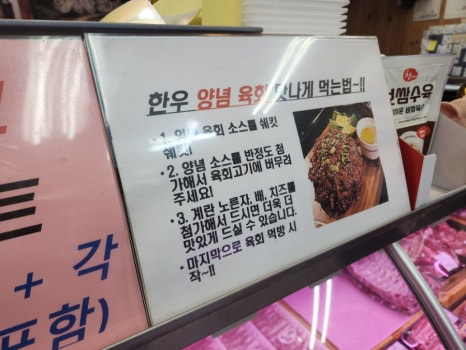 한우 양념 육회 맛나게 먹는법~!!
• 1. 양념 육회 소스를 쉐킷
쉐킷!
• 2. 양념 소스를 반정도 첨
가해서 육회고기에 버무려
주세요!
• 3. 계란 노른자, 배, 치즈를
첨가해서 드시면 더욱 더
맛있게 드실 수 있습니다.
• 마지막으로 육회 먹방 시
작~!!
트
+ 각
포함)
쌈수육